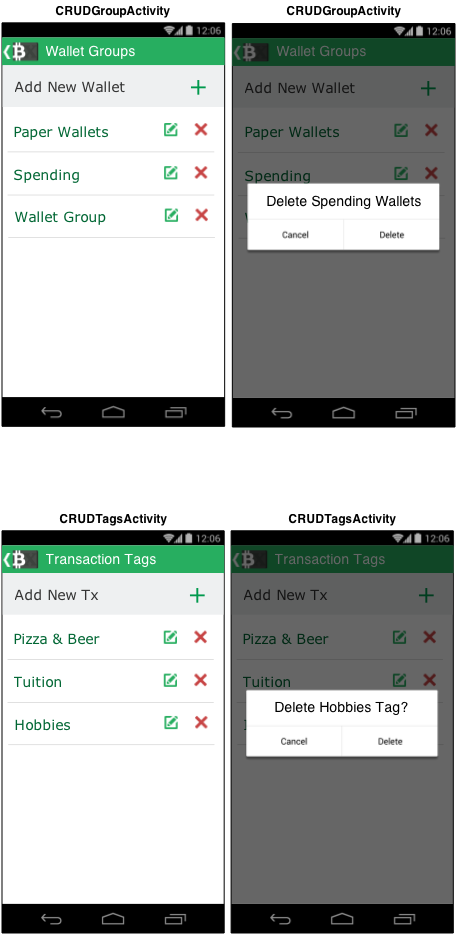 CRUDGroupActivity
12:06
Wallet Groups
Add New Wallet
Paper Wallets
Spending
Wallet Group
CRUDGroupActivity
12:06
Wallet Groups
Add New Wallet
Paper Wallets
Spending
Delete Spending Wallets
Cancel Delete
CRUDTagsActivity
12:06
Transaction Tags
Add New Tx
Pizza & Beer
Tuition
Hobbies
CRUDTagsActivity
12:06
Transaction Tags
Add New Tx
Pizza & Beer
Tuition
Delete Hobbies Tag?
Cancel Delete